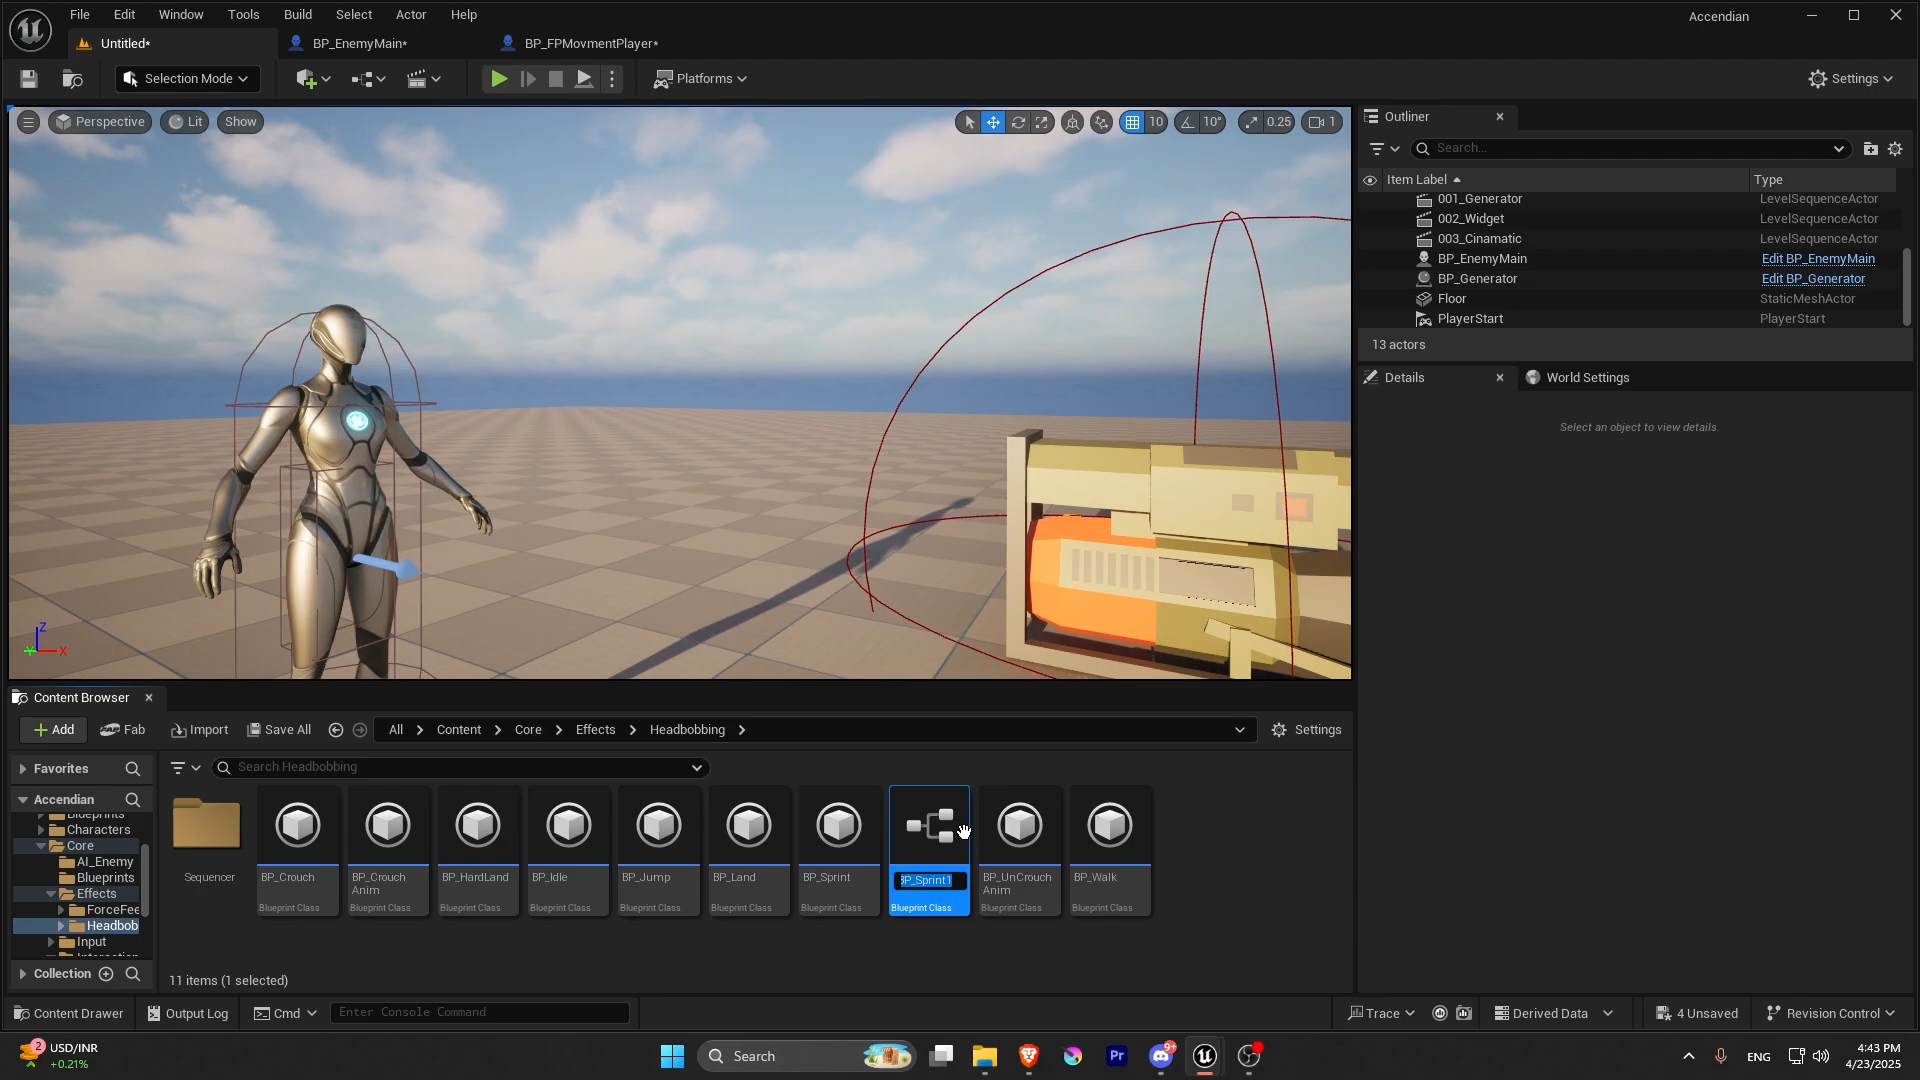 File Edit Window Tools Build Select Actor Help
Accendian
Untitled*
BP_EnemyMain*
BP_FPMovmentPlayer*
Selection Mode
Platforms
Settings
Perspective
Lit
Show
10
10°
0.25
1
Outliner
Search...
Item Label
Type
001_Generator LevelSequenceActor
002_Widget LevelSequenceActor
003_Cinamatic LevelSequenceActor
BP_EnemyMain Edit BP_EnemyMain
BP_Generator Edit BP_Generator
Floor StaticMeshActor
PlayerStart PlayerStart
13 actors
Details
World Settings
Select an object to view details.
Z
Y
X
Content Browser
Add
Fab
Import
Save All
All
Content
Core
Effects
Headbobbing
Settings
Favorites
Search Headbobbing
Accendian
Blueprints
Characters
Core
AI_Enemy
Blueprints
Effects
ForceFee
Headbob
Input
Collection
Sequencer
BP_Crouch
Blueprint Class
BP_Crouch
Anim
Blueprint Class
BP_HardLand
Blueprint Class
BP_Idle
Blueprint Class
BP_Jump
Blueprint Class
BP_Land
Blueprint Class
BP_Sprint
Blueprint Class
BP_Sprint1
Blueprint Class
BP_UnCrouch
Anim
Blueprint Class
BP_Walk
Blueprint Class
11 items (1 selected)
Content Drawer
Output Log
Cmd
Enter Console Command
Trace
Derived Data
4 Unsaved
Revision Control
2
USD/INR
+0.21%
Search
Pr
9+
ENG
4:43 PM
4/23/2025